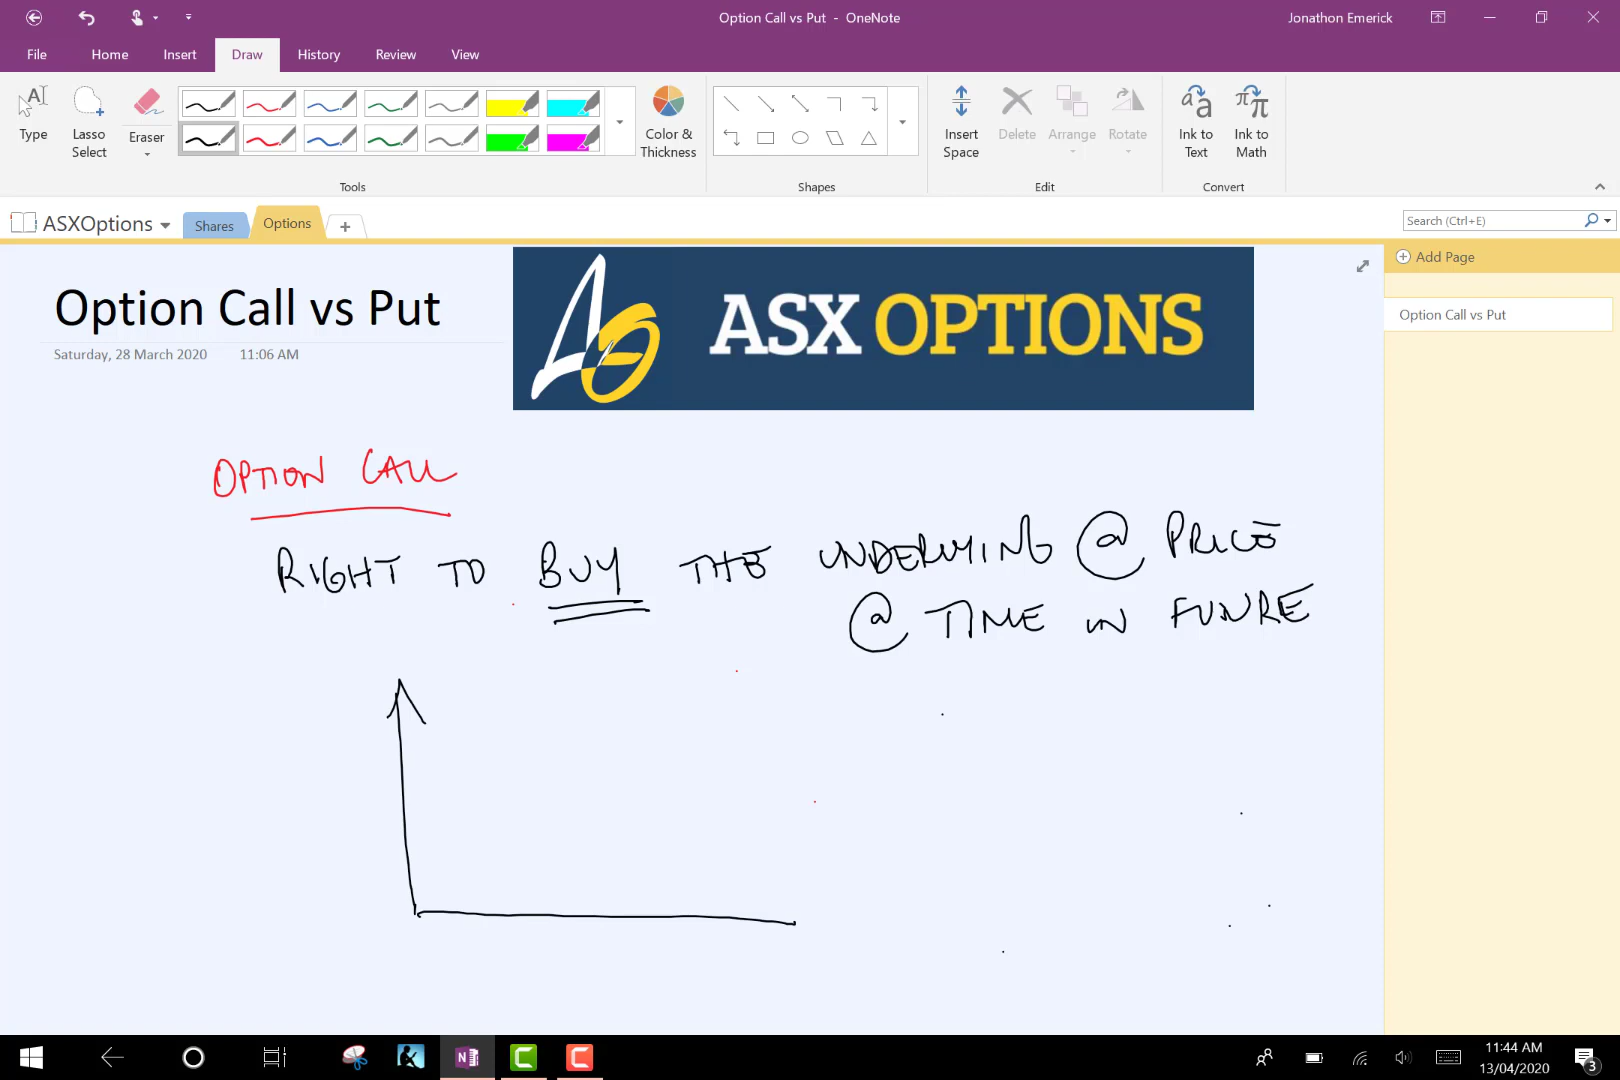 Option Call vs Put - OneNote
Jonathon Emerick
File Home Insert Draw History Review View
Type
Lasso Select
Eraser
Color & Thickness
Insert Space
Delete
Arrange
Rotate
Ink to Text
Ink to Math
Tools
Shapes
Edit
Convert
ASXOptions Shares Options
Search (Ctrl+E)
Add Page
Option Call vs Put
Option Call vs Put
Saturday, 28 March 2020 11:06 AM
ASX OPTIONS
OPTION CALL
RIGHT TO BUY THE UNDERLYING @ PRICE
@ TIME IN FUTURE
11:44 AM
13/04/2020
3